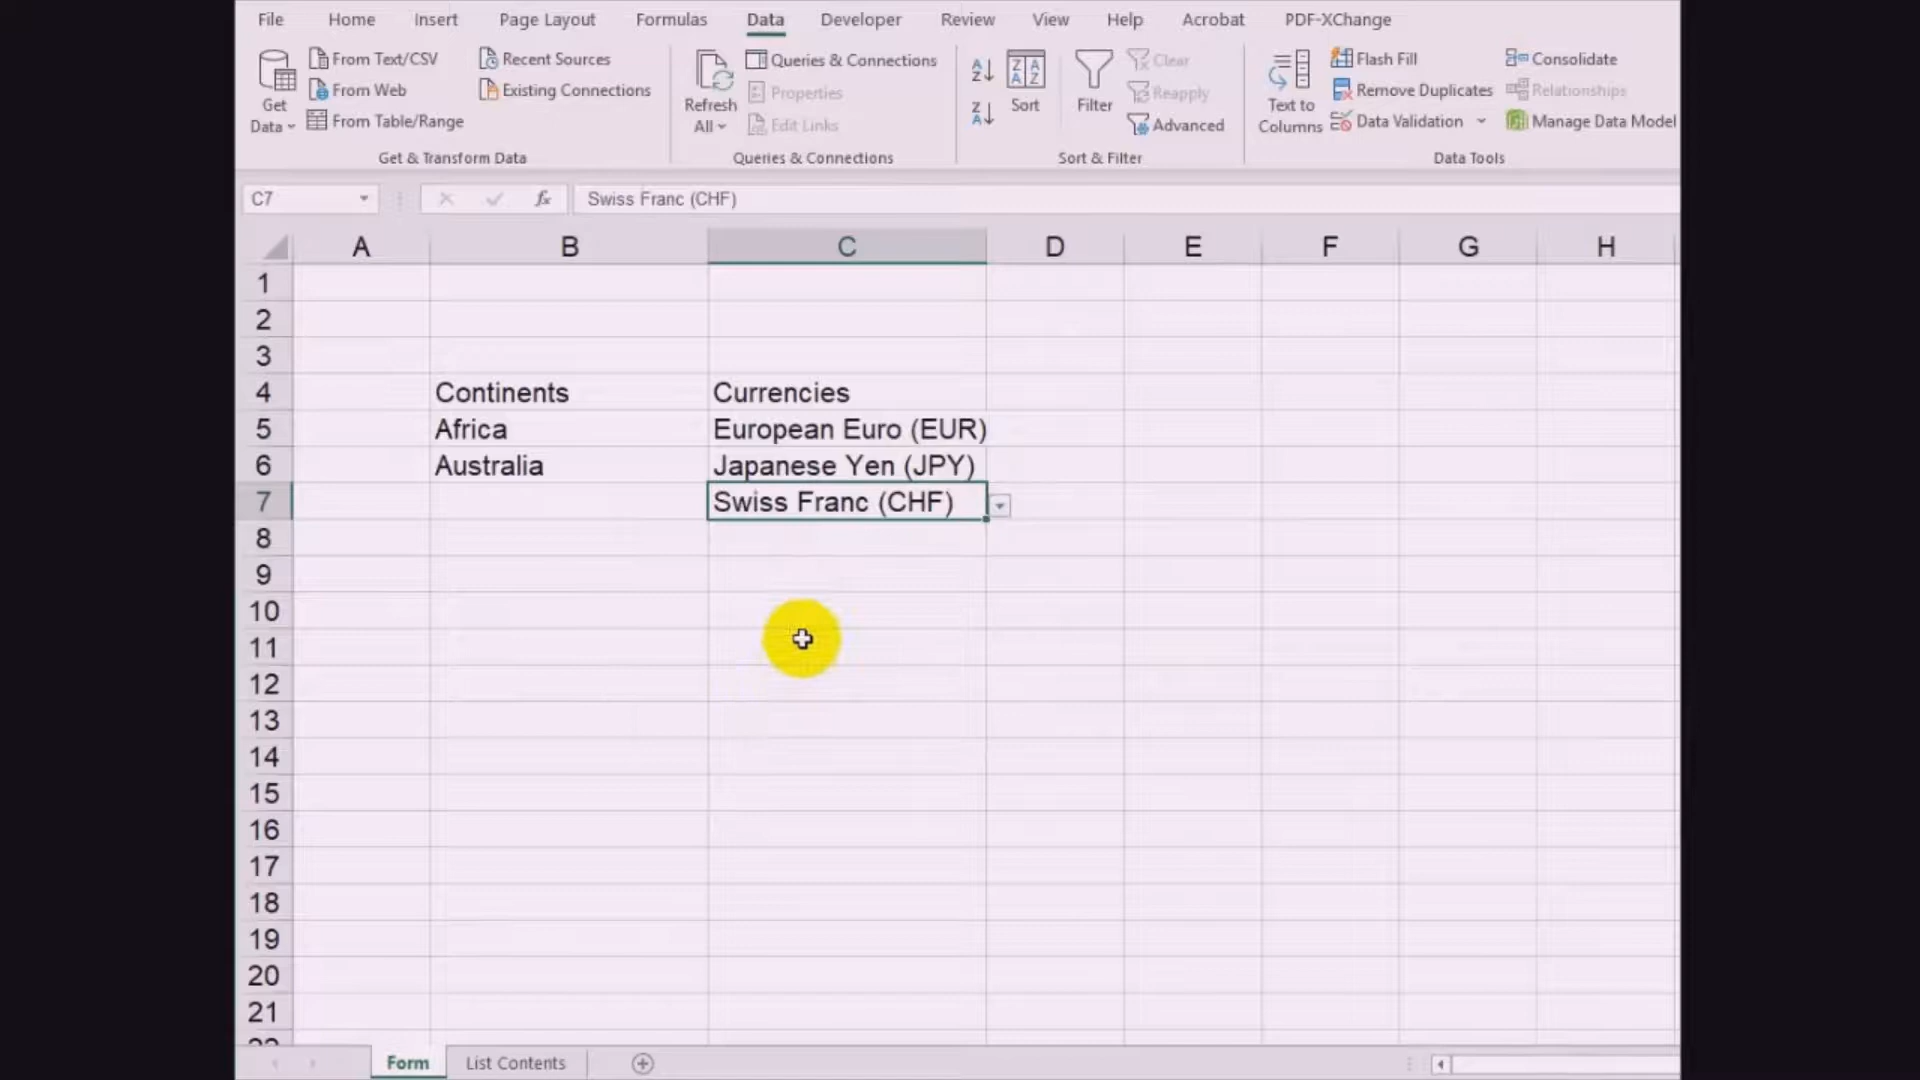 File Home Insert Page Layout Formulas Data Developer Review View Help Acrobat PDF-XChange
Get Data
From Text/CSV
From Web
From Table/Range
Recent Sources
Existing Connections
Get & Transform Data
Refresh All
Queries & Connections
Properties
Edit Links
Queries & Connections
Sort
Filter
Clear
Reapply
Advanced
Sort & Filter
Text to Columns
Flash Fill
Remove Duplicates
Data Validation
Consolidate
Relationships
Manage Data Model
Data Tools
C7 fx Swiss Franc (CHF)
A B C D E F G H
1
2
3
4 Continents Currencies
5 Africa European Euro (EUR)
6 Australia Japanese Yen (JPY)
7 Swiss Franc (CHF)
8
9
10
11
12
13
14
15
16
17
18
19
20
21
Form List Contents